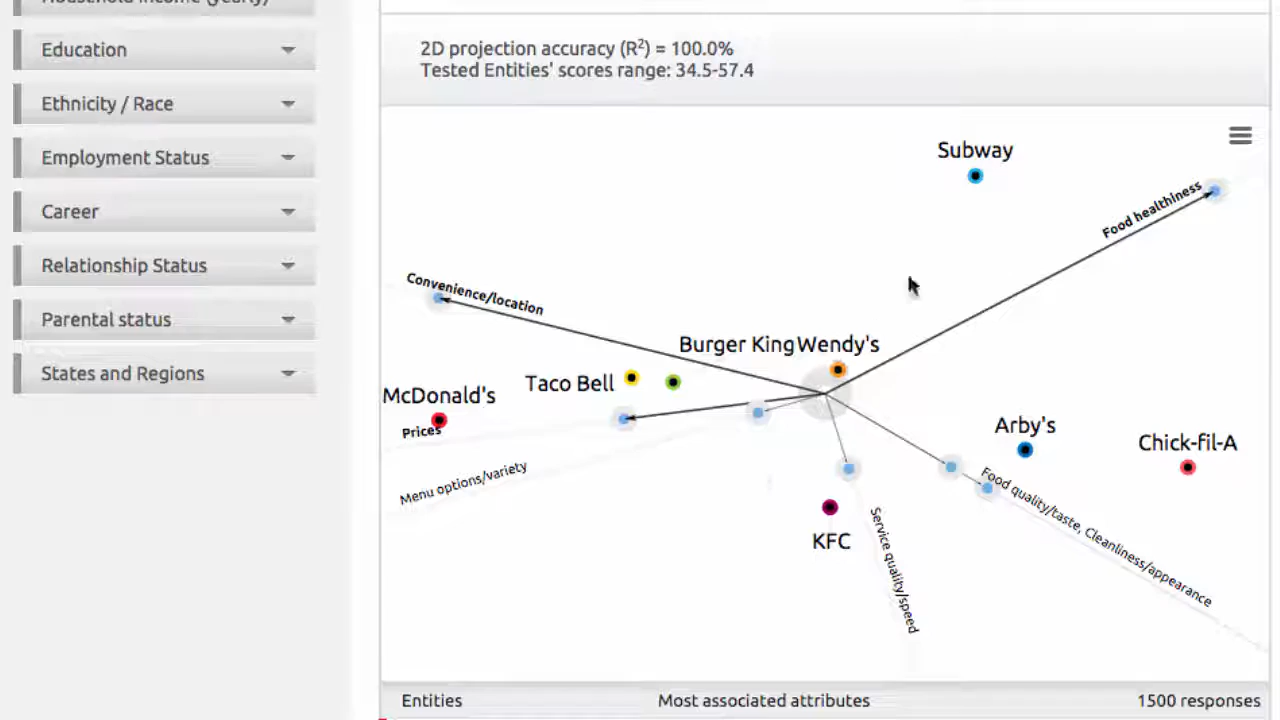 Household income (yearly)
Education
Ethnicity / Race
Employment Status
Career
Relationship Status
Parental status
States and Regions
2D projection accuracy (R²) = 100.0%
Tested Entities' scores range: 34.5-57.4
Subway
Food healthiness
Convenience/location
Burger King
Wendy's
Taco Bell
McDonald's
Prices
Menu options/variety
Arby's
Chick-fil-A
Food quality/taste, Cleanliness/appearance
KFC
Service quality/speed
Entities
Most associated attributes
1500 responses